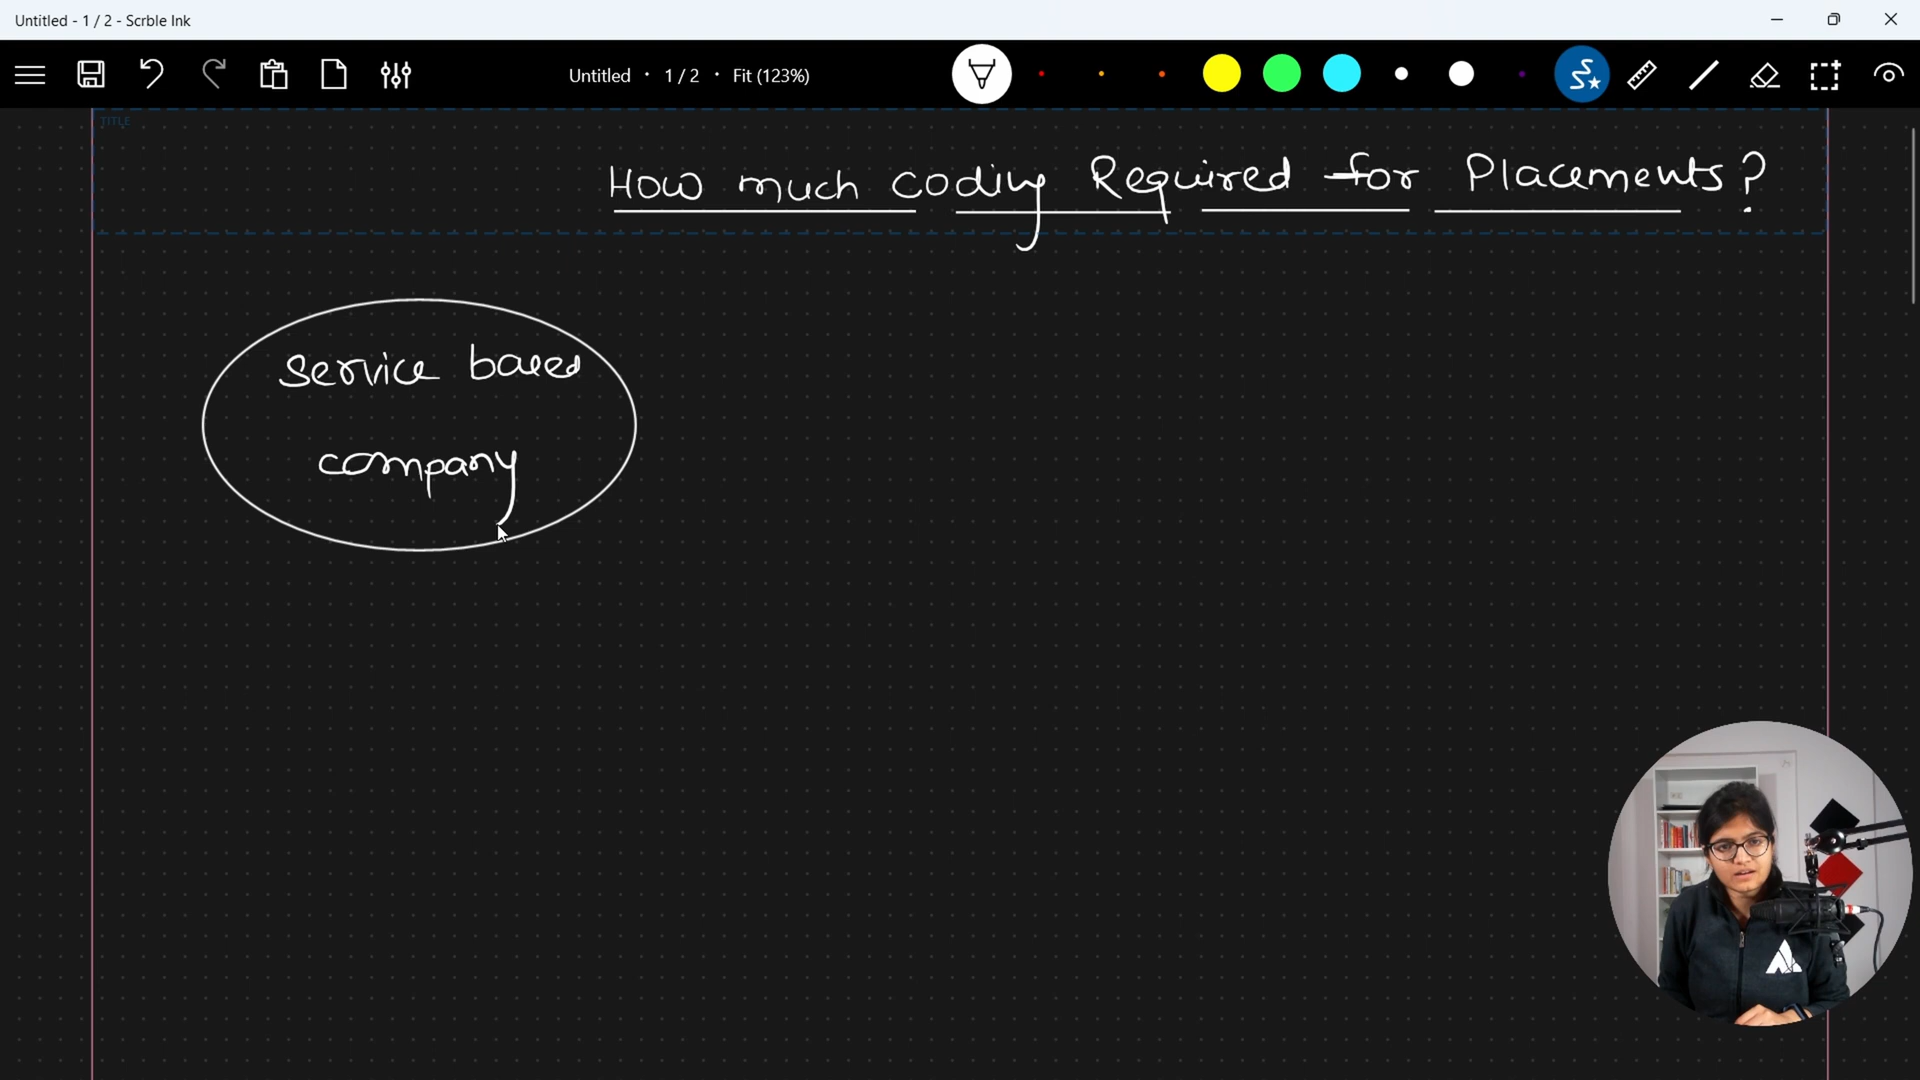 Untitled - 1 / 2 - Scrble Ink
Untitled • 1 / 2 • Fit (123%)
TITLE
How much coding Required for Placements?
Service based
company